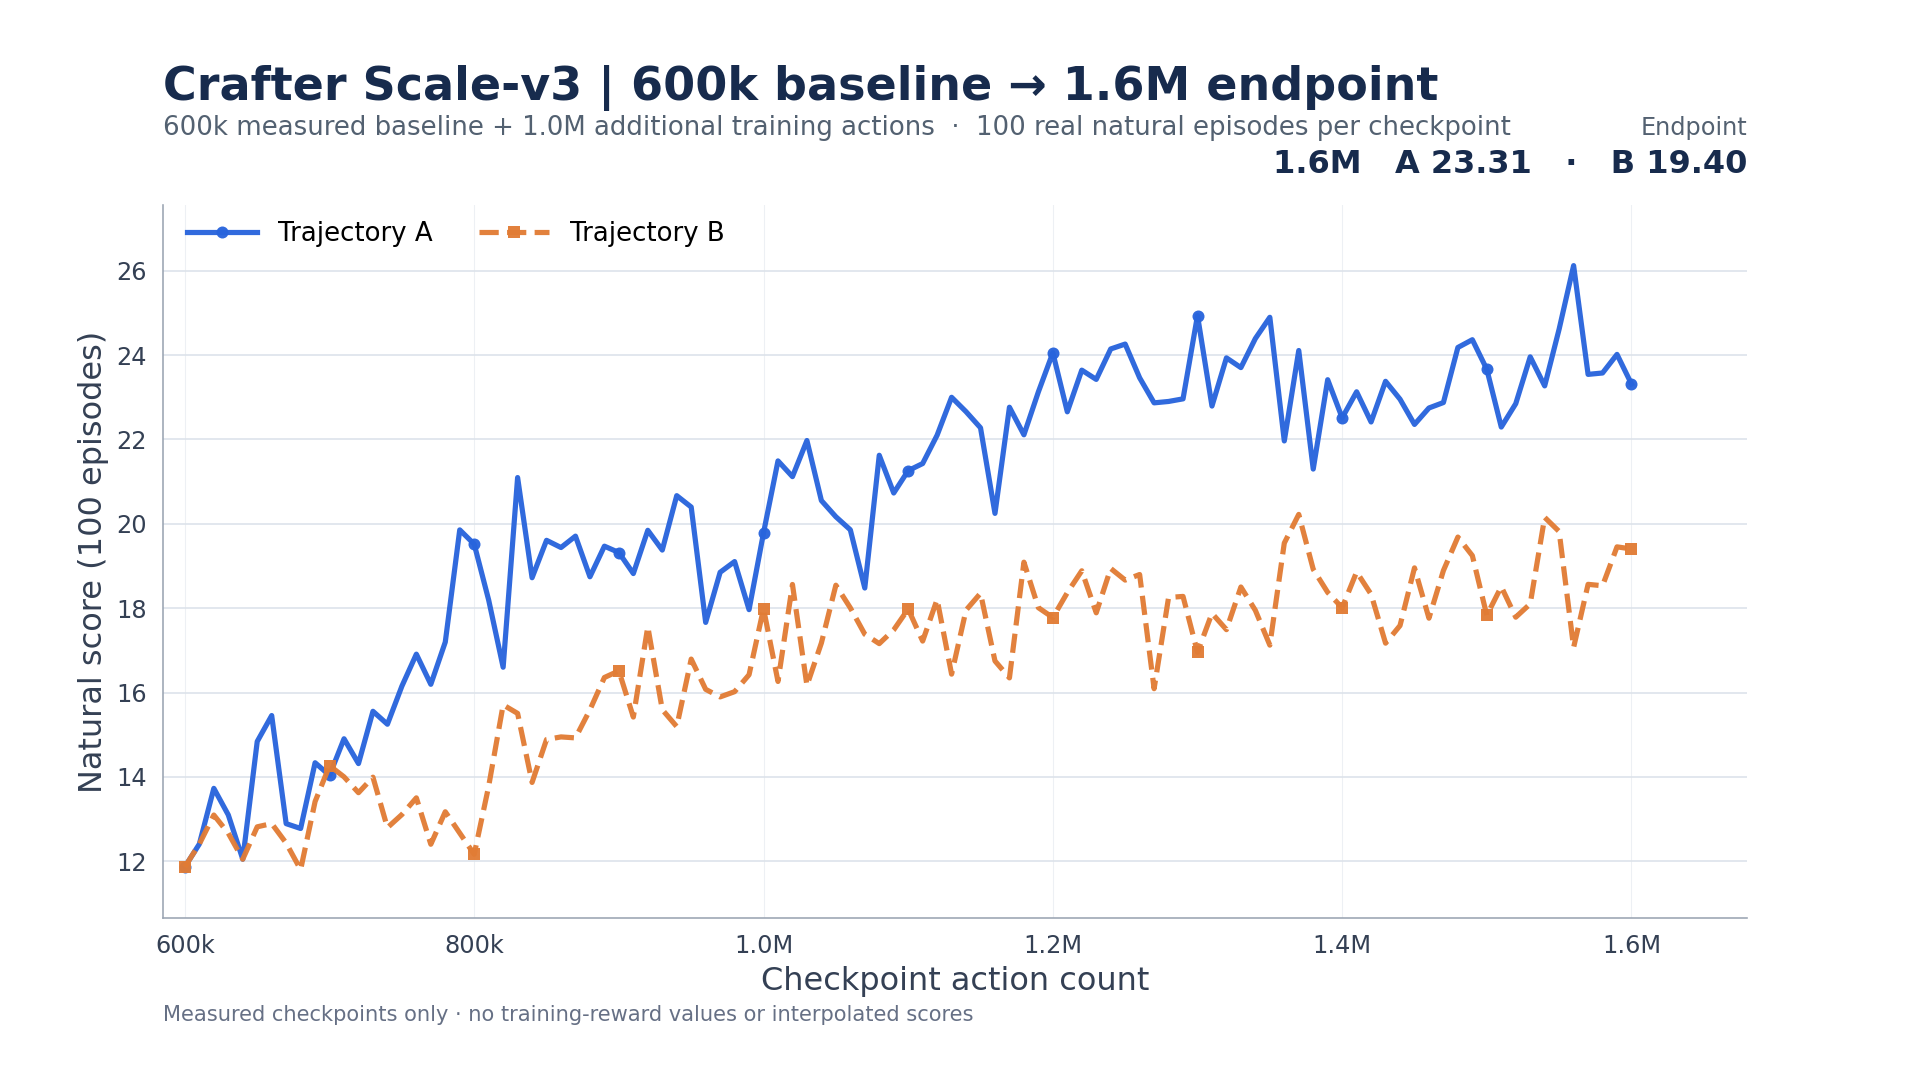 Crafter Scale-v3 | 600k baseline → 1.6M endpoint
600k measured baseline + 1.0M additional training actions · 100 real natural episodes per checkpoint
Endpoint
1.6M A 23.31 · B 19.40
Trajectory A
Trajectory B
Natural score (100 episodes)
26
24
22
20
18
16
14
12
600k
800k
1.0M
1.2M
1.4M
1.6M
Checkpoint action count
Measured checkpoints only · no training-reward values or interpolated scores